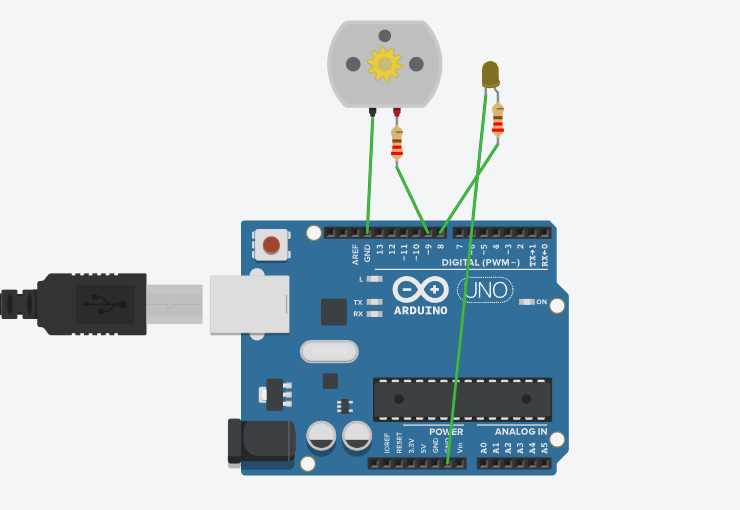 AREF
GND
13
12
~11
~10
~9
8
7
~6
~5
4
~3
2
TX→1
RX←0
DIGITAL (PWM~)
L
TX
RX
ARDUINO
UNO
ON
POWER
ANALOG IN
IOREF
RESET
3.3V
5V
GND
GND
Vin
A0
A1
A2
A3
A4
A5